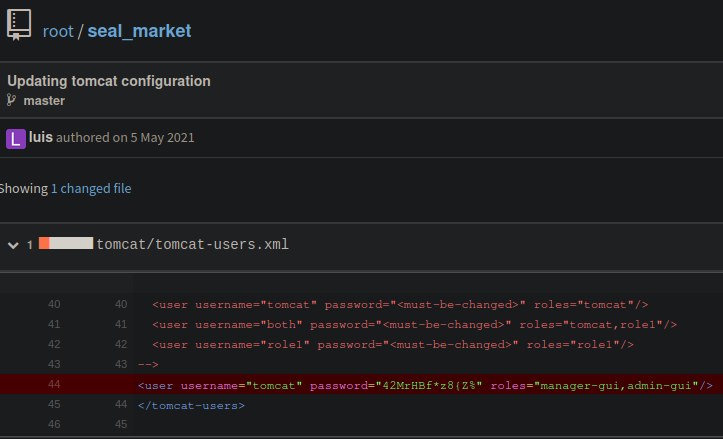 root / seal_market
Updating tomcat configuration
master
L luis authored on 5 May 2021
Showing 1 changed file
1 tomcat/tomcat-users.xml
40 40 <user username="tomcat" password="<must-be-changed>" roles="tomcat"/>
41 41 <user username="both" password="<must-be-changed>" roles="tomcat,role1"/>
42 42 <user username="role1" password="<must-be-changed>" roles="role1"/>
43 43 -->
44 <user username="tomcat" password="42MrHBf*z8{Z%" roles="manager-gui,admin-gui"/>
45 44 </tomcat-users>
46 45